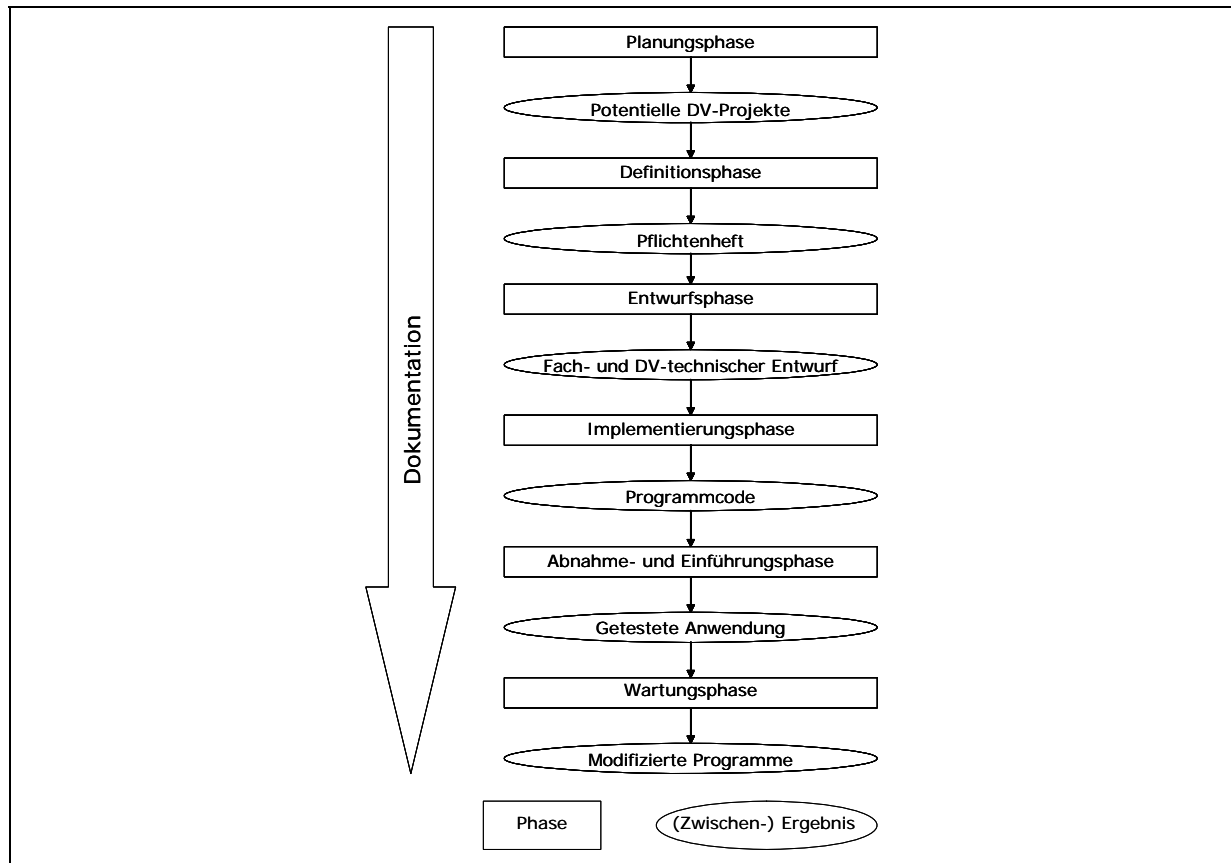 Planungsphase
Potentielle DV-Projekte
Definitionsphase
Pflichtenheft
Entwurfsphase
Fach- und DV-technischer Entwurf
Implementierungsphase
Programmcode
Abnahme- und Einführungsphase
Getestete Anwendung
Wartungsphase
Modifizierte Programme
Dokumentation
Phase
(Zwischen-) Ergebnis